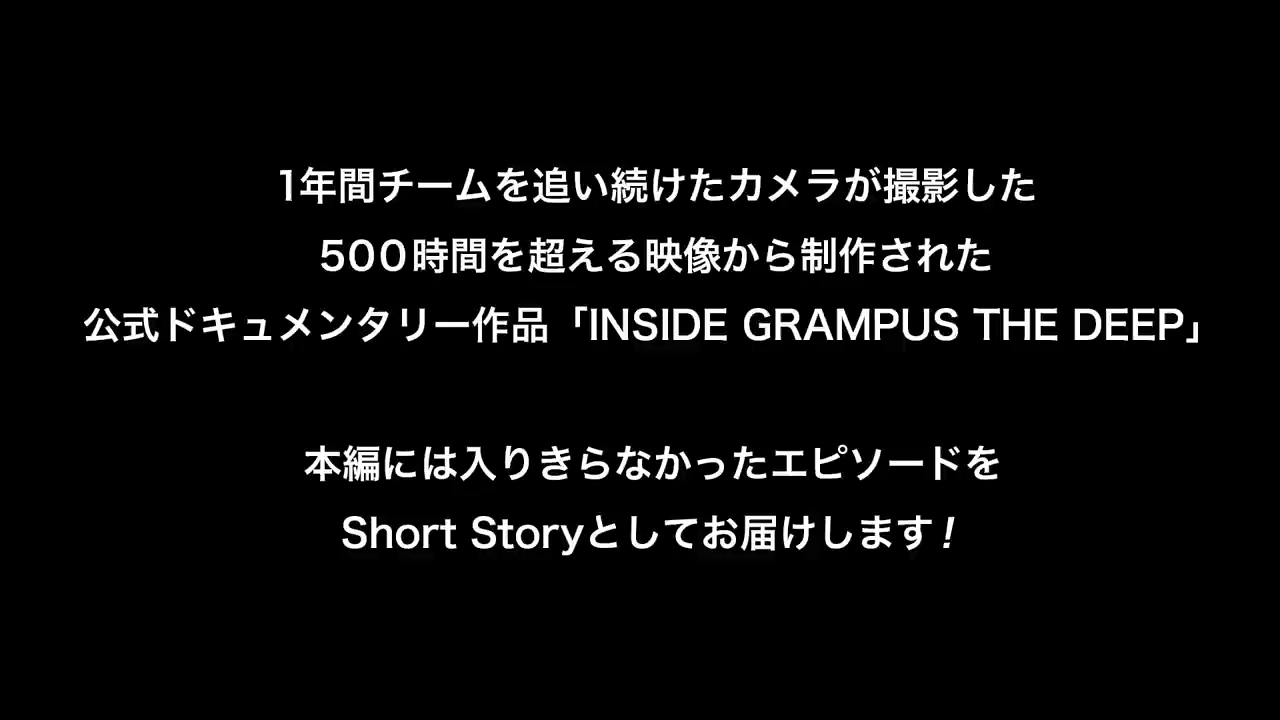 1年間チームを追い続けたカメラが撮影した
500時間を超える映像から制作された
公式ドキュメンタリー作品「INSIDE GRAMPUS THE DEEP」
本編には入りきらなかったエピソードを
Short Storyとしてお届けします!